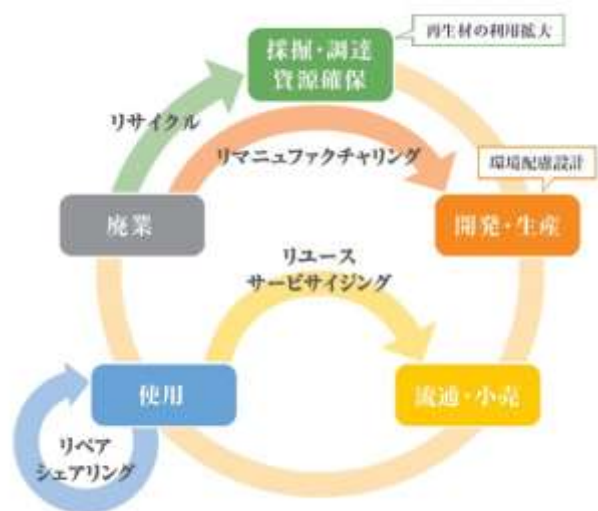 再生材の利用拡大
採掘・調達
資源確保
リサイクル
リマニュファクチャリング
環境配慮設計
廃業
開発・生産
リユース
サービサイジング
使用
流通・小売
リペア
シェアリング